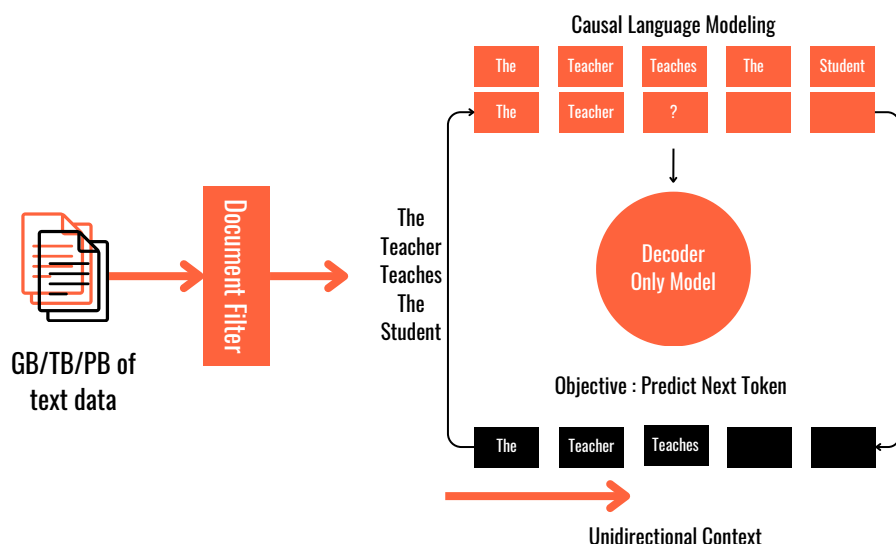 Causal Language Modeling
The Teacher Teaches The Student
The Teacher ?
Document Filter
The
Teacher
Teaches
The
Student
Decoder
Only Model
GB/TB/PB of
text data
Objective : Predict Next Token
The Teacher Teaches
Unidirectional Context